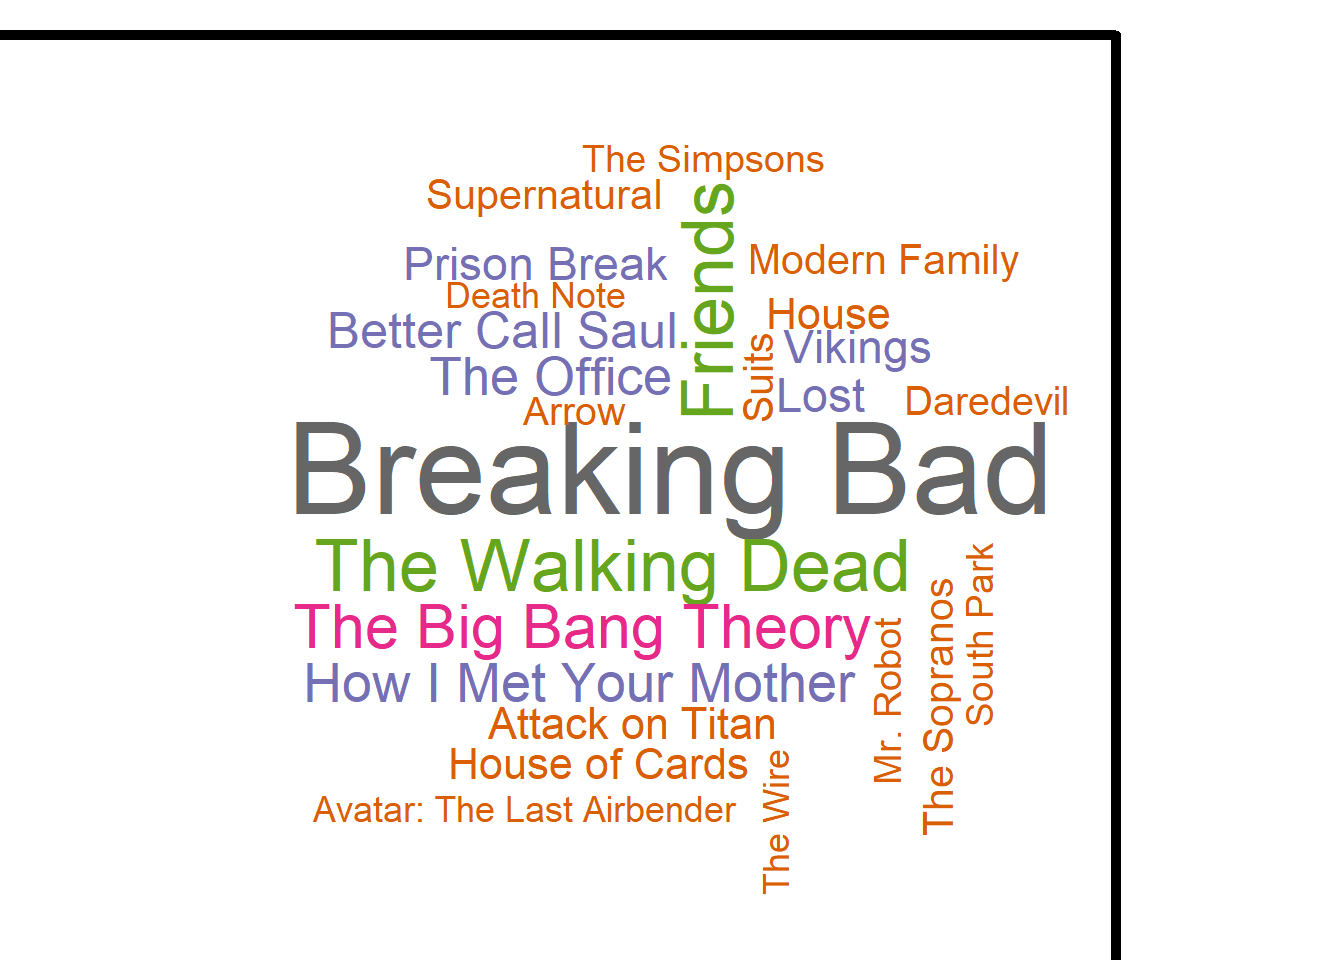 The Simpsons
Supernatural
Friends
Prison Break
Modern Family
Death Note
House
Better Call Saul
Suits
Vikings
The Office
Lost
Daredevil
Arrow
Breaking Bad
The Walking Dead
South Park
The Sopranos
The Big Bang Theory
Mr. Robot
How I Met Your Mother
Attack on Titan
House of Cards
The Wire
Avatar: The Last Airbender